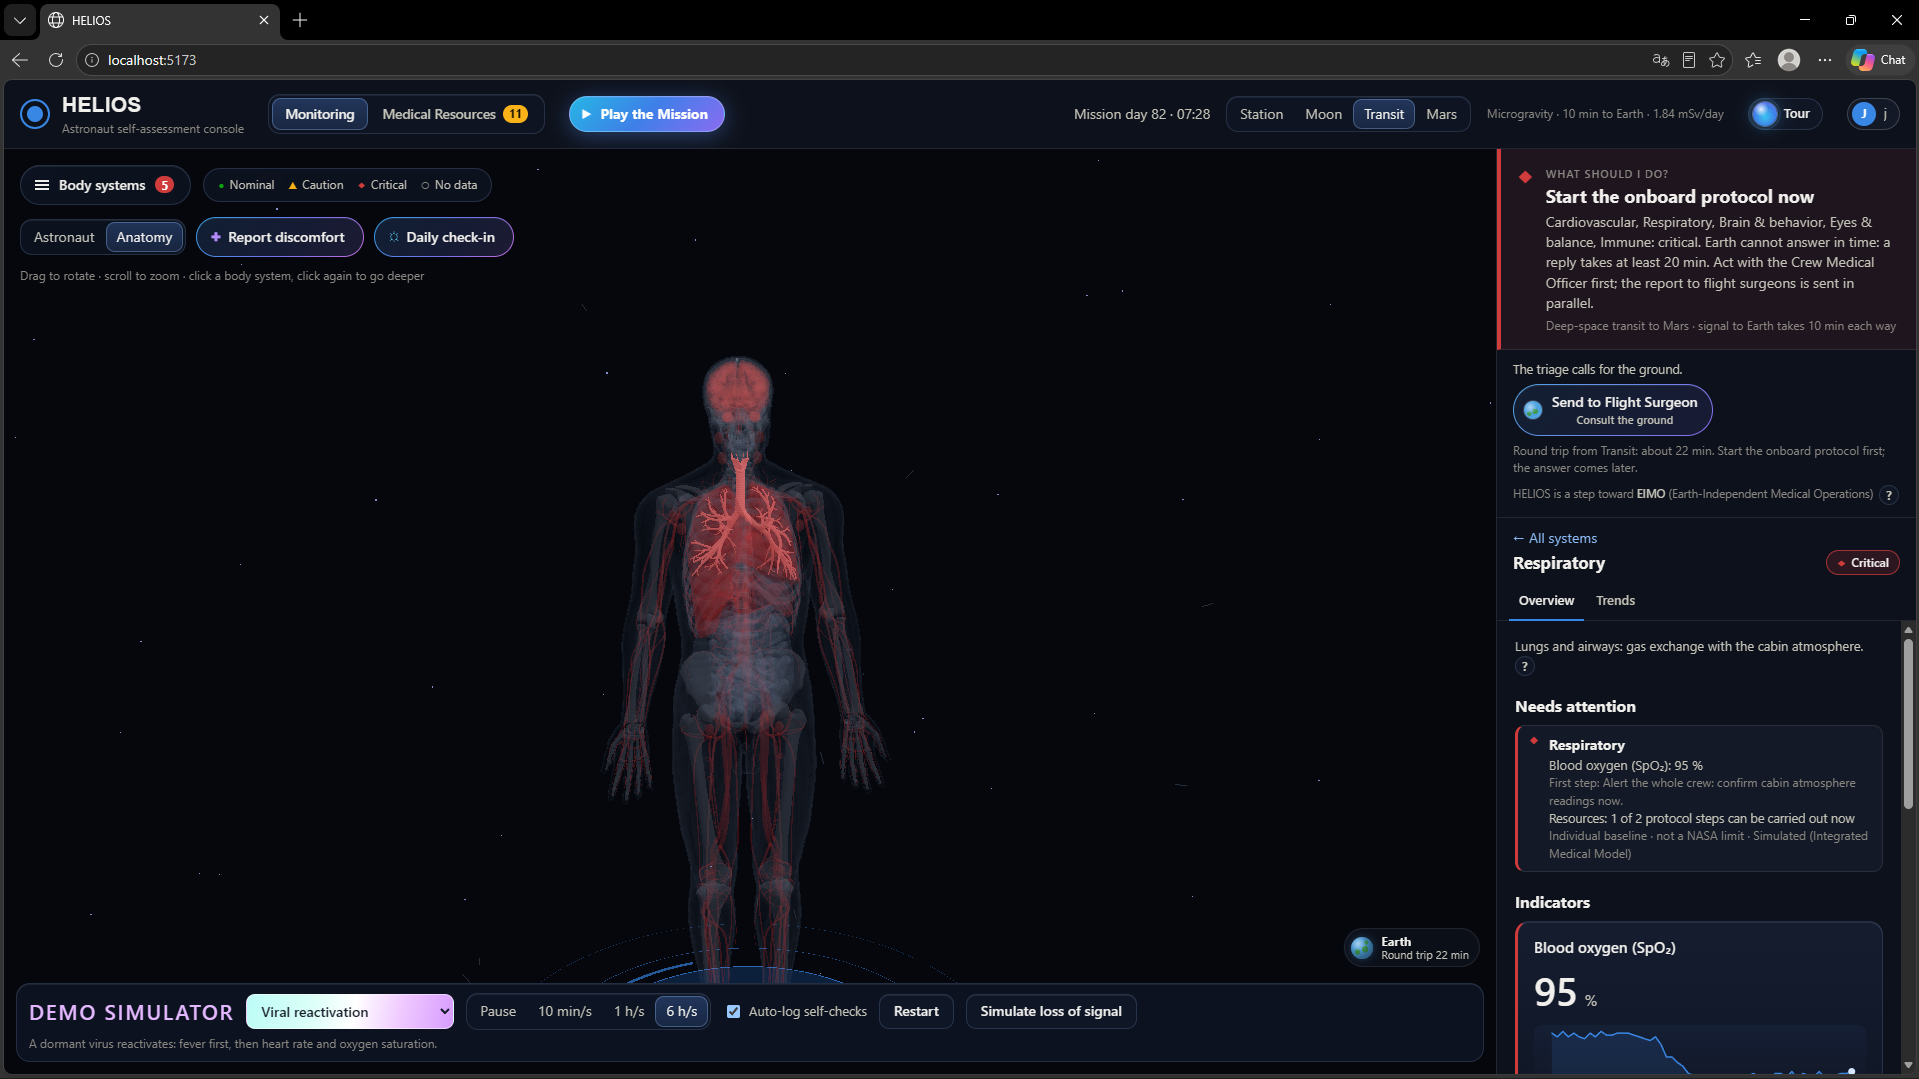 HELIOS
localhost:5173
Chat
HELIOS
Astronaut self-assessment console
Monitoring
Medical Resources 11
Play the Mission
Mission day 82 · 07:28
Station
Moon
Transit
Mars
Microgravity · 10 min to Earth · 1.84 mSv/day
Tour
J j
Body systems 5
Nominal
Caution
Critical
No data
Astronaut
Anatomy
Report discomfort
Daily check-in
Drag to rotate · scroll to zoom · click a body system, click again to go deeper
WHAT SHOULD I DO?
Start the onboard protocol now
Cardiovascular, Respiratory, Brain & behavior, Eyes &
balance, Immune: critical. Earth cannot answer in time: a
reply takes at least 20 min. Act with the Crew Medical
Officer first; the report to flight surgeons is sent in
parallel.
Deep-space transit to Mars · signal to Earth takes 10 min each way
The triage calls for the ground.
Send to Flight Surgeon
Consult the ground
Round trip from Transit: about 22 min. Start the onboard protocol first;
the answer comes later.
HELIOS is a step toward EIMO (Earth-Independent Medical Operations) ?
← All systems
Respiratory
Critical
Overview
Trends
Lungs and airways: gas exchange with the cabin atmosphere.
?
Needs attention
Respiratory
Blood oxygen (SpO₂): 95 %
First step: Alert the whole crew: confirm cabin atmosphere
readings now.
Resources: 1 of 2 protocol steps can be carried out now
Individual baseline · not a NASA limit · Simulated (Integrated
Medical Model)
Indicators
Blood oxygen (SpO₂)
95 %
Earth
Round trip 22 min
DEMO SIMULATOR
Viral reactivation
Pause
10 min/s
1 h/s
6 h/s
Auto-log self-checks
Restart
Simulate loss of signal
A dormant virus reactivates: fever first, then heart rate and oxygen saturation.